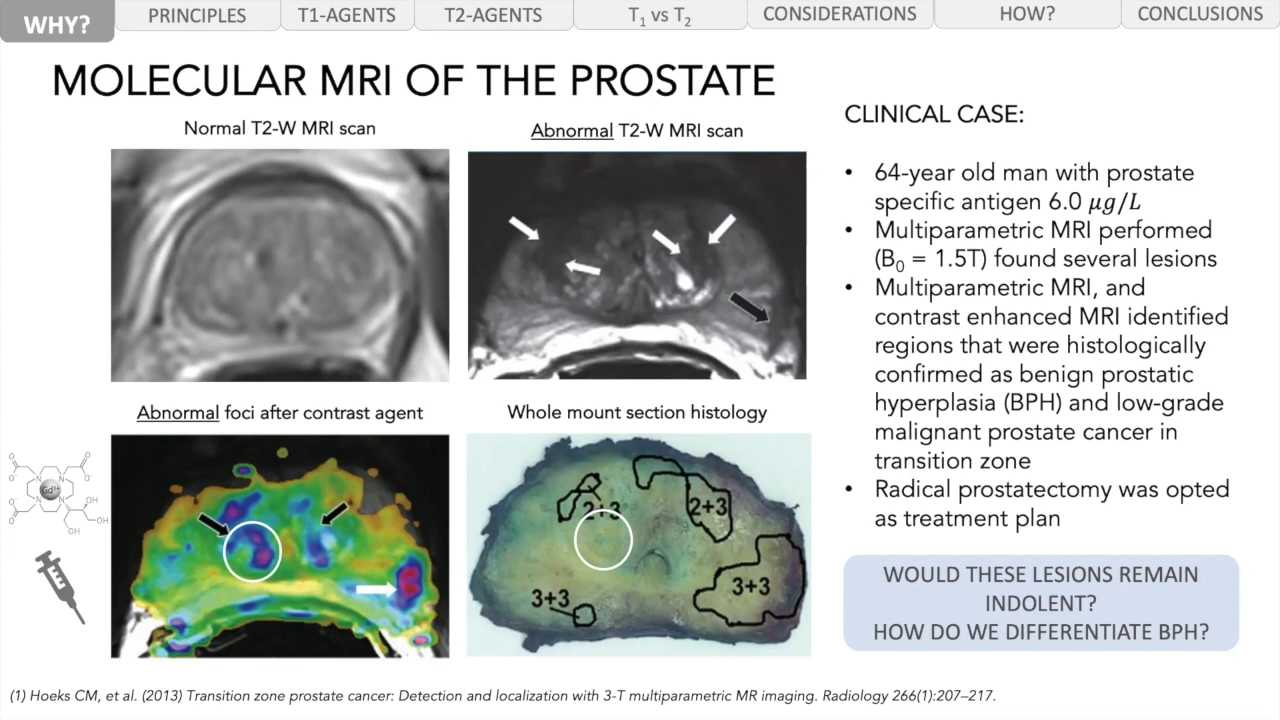 WHY?
PRINCIPLES
T1-AGENTS
T2-AGENTS
T₁ vs T₂
CONSIDERATIONS
HOW?
CONCLUSIONS
MOLECULAR MRI OF THE PROSTATE
Normal T2-W MRI scan
Abnormal T2-W MRI scan
Abnormal foci after contrast agent
Whole mount section histology
2+3
2+3
3+3
3+3
O
O⁻
O
O⁻
N
N
N
N
Gd³⁺
O⁻
O
OH
OH
OH
CLINICAL CASE:
• 64-year old man with prostate
specific antigen 6.0 µg/L
• Multiparametric MRI performed
(B₀ = 1.5T) found several lesions
• Multiparametric MRI, and
contrast enhanced MRI identified
regions that were histologically
confirmed as benign prostatic
hyperplasia (BPH) and low-grade
malignant prostate cancer in
transition zone
• Radical prostatectomy was opted
as treatment plan
WOULD THESE LESIONS REMAIN
INDOLENT?
HOW DO WE DIFFERENTIATE BPH?
(1) Hoeks CM, et al. (2013) Transition zone prostate cancer: Detection and localization with 3-T multiparametric MR imaging. Radiology 266(1):207–217.